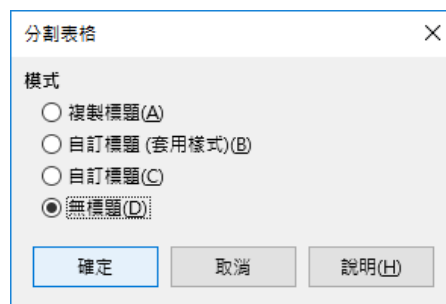 分割表格
模式
複製標題(A)
自訂標題 (套用樣式)(B)
自訂標題(C)
無標題(D)
確定 取消 說明(H)